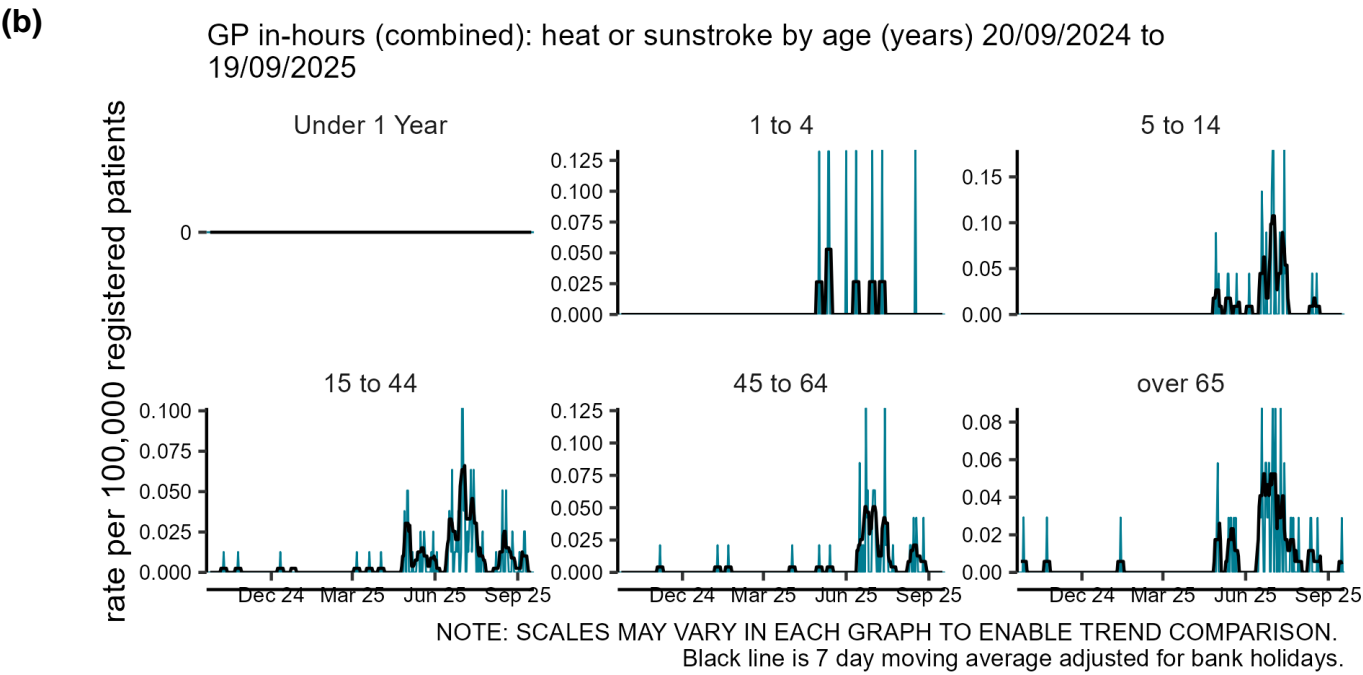 (b)
GP in-hours (combined): heat or sunstroke by age (years) 20/09/2024 to
19/09/2025
rate per 100,000 registered patients
Under 1 Year
0
1 to 4
0.125
0.100
0.075
0.050
0.025
0.000
5 to 14
0.15
0.10
0.05
0.00
15 to 44
0.100
0.075
0.050
0.025
0.000
Dec 24 Mar 25 Jun 25 Sep 25
45 to 64
0.125
0.100
0.075
0.050
0.025
0.000
Dec 24 Mar 25 Jun 25 Sep 25
over 65
0.08
0.06
0.04
0.02
0.00
Dec 24 Mar 25 Jun 25 Sep 25
NOTE: SCALES MAY VARY IN EACH GRAPH TO ENABLE TREND COMPARISON.
Black line is 7 day moving average adjusted for bank holidays.